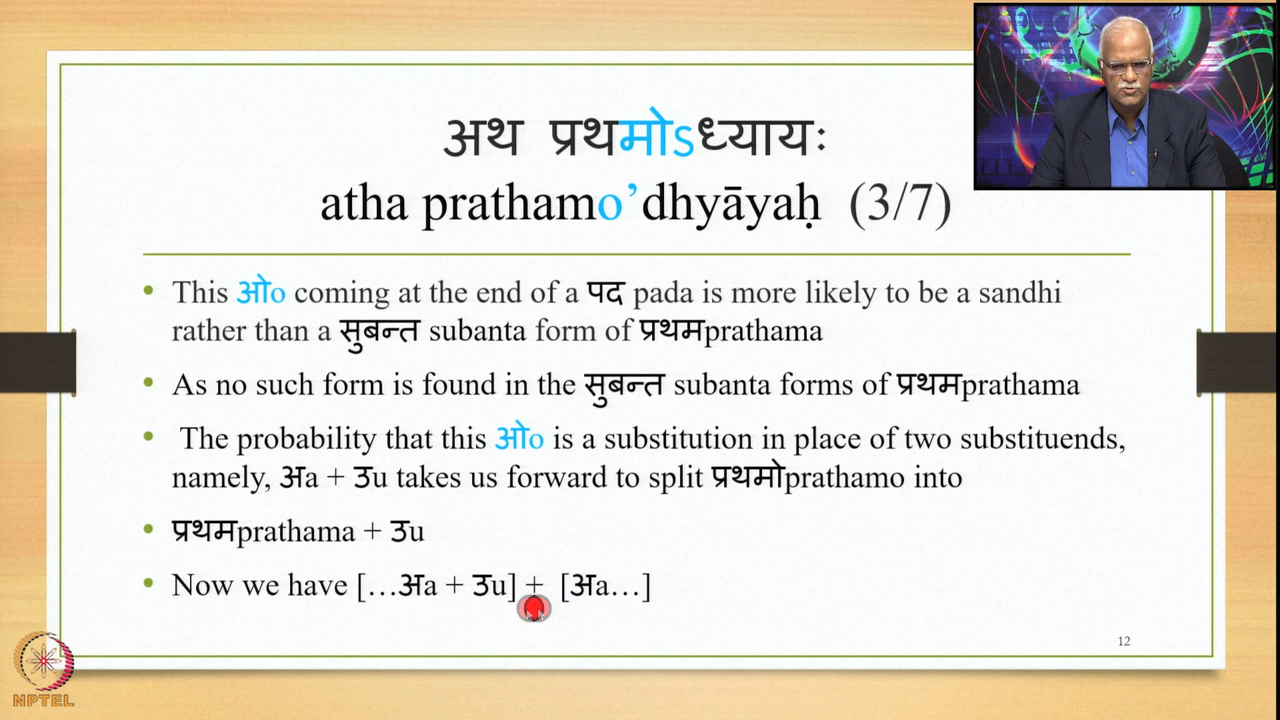 अथ प्रथमोऽध्यायः
atha prathamo’dhyāyaḥ (3/7)
• This ओo coming at the end of a पद pada is more likely to be a sandhi
rather than a सुबन्त subanta form of प्रथमprathama
• As no such form is found in the सुबन्त subanta forms of प्रथमprathama
• The probability that this ओo is a substitution in place of two substituends,
namely, अa + उu takes us forward to split प्रथमोprathamo into
• प्रथमprathama + उu
• Now we have […अa + उu] + [अa…]
12
NPTEL